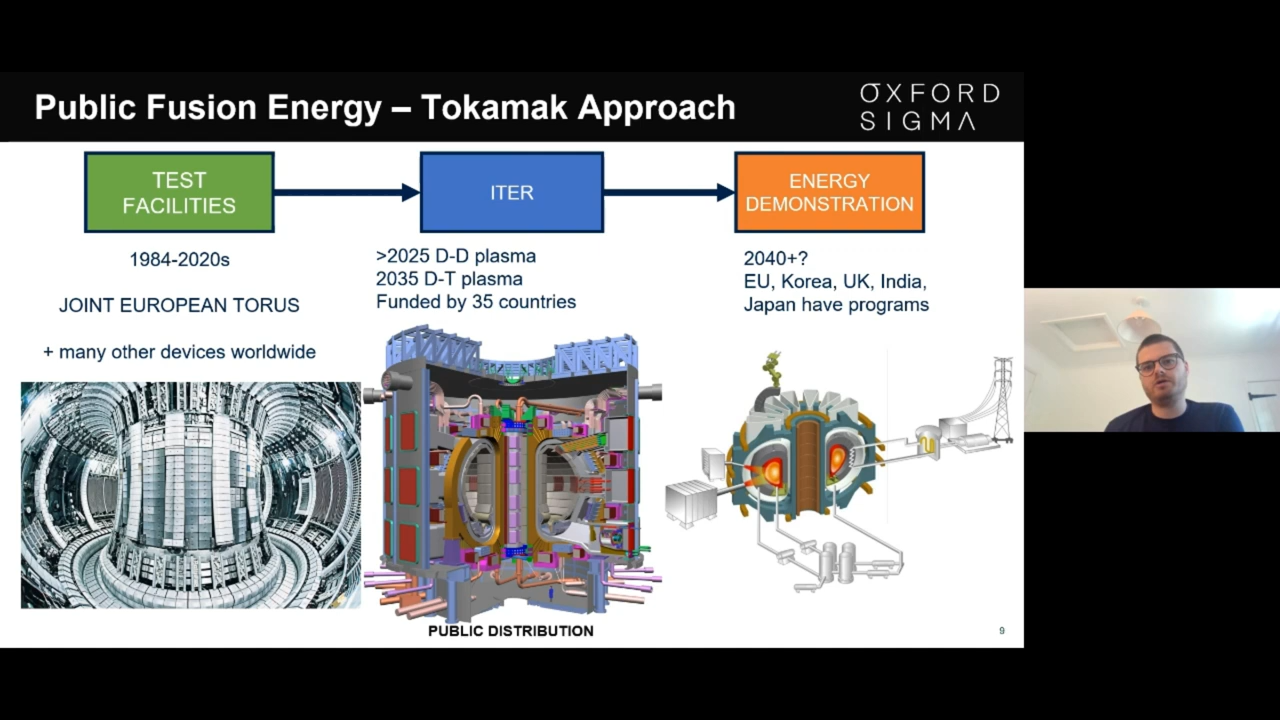 Public Fusion Energy – Tokamak Approach
OXFORD
SIGMA
TEST
FACILITIES
ITER
ENERGY
DEMONSTRATION
1984-2020s
JOINT EUROPEAN TORUS
+ many other devices worldwide
>2025 D-D plasma
2035 D-T plasma
Funded by 35 countries
2040+?
EU, Korea, UK, India,
Japan have programs
PUBLIC DISTRIBUTION
9